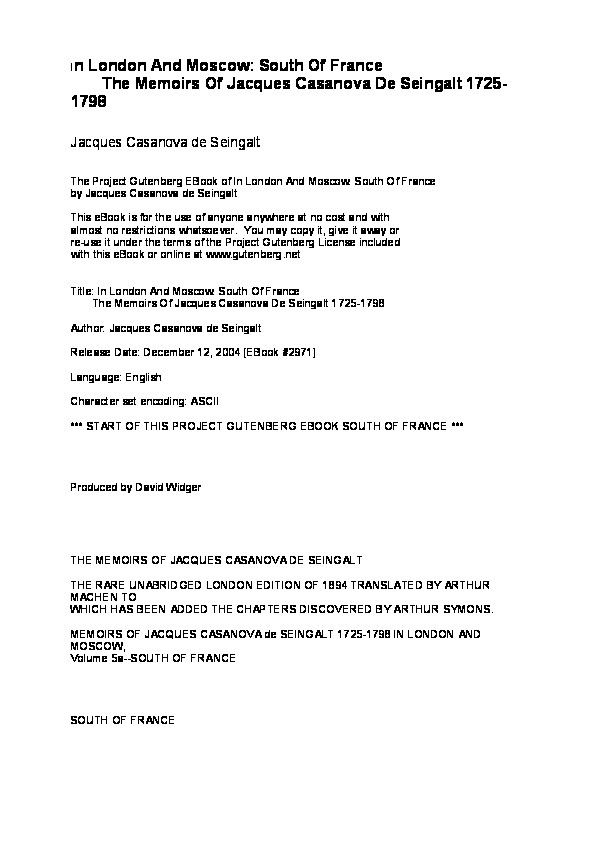 In London And Moscow: South Of France
The Memoirs Of Jacques Casanova De Seingalt 1725-
1798
Jacques Casanova de Seingalt
The Project Gutenberg EBook of In London And Moscow: South Of France
by Jacques Casanova de Seingalt
This eBook is for the use of anyone anywhere at no cost and with
almost no restrictions whatsoever. You may copy it, give it away or
re-use it under the terms of the Project Gutenberg License included
with this eBook or online at www.gutenberg.net
Title: In London And Moscow: South Of France
The Memoirs Of Jacques Casanova De Seingalt 1725-1798
Author: Jacques Casanova de Seingalt
Release Date: December 12, 2004 [EBook #2971]
Language: English
Character set encoding: ASCII
*** START OF THIS PROJECT GUTENBERG EBOOK SOUTH OF FRANCE ***
Produced by David Widger
THE MEMOIRS OF JACQUES CASANOVA DE SEINGALT
THE RARE UNABRIDGED LONDON EDITION OF 1894 TRANSLATED BY ARTHUR
MACHEN TO
WHICH HAS BEEN ADDED THE CHAPTERS DISCOVERED BY ARTHUR SYMONS.
MEMOIRS OF JACQUES CASANOVA de SEINGALT 1725-1798 IN LONDON AND
MOSCOW,
Volume 5a--SOUTH OF FRANCE
SOUTH OF FRANCE